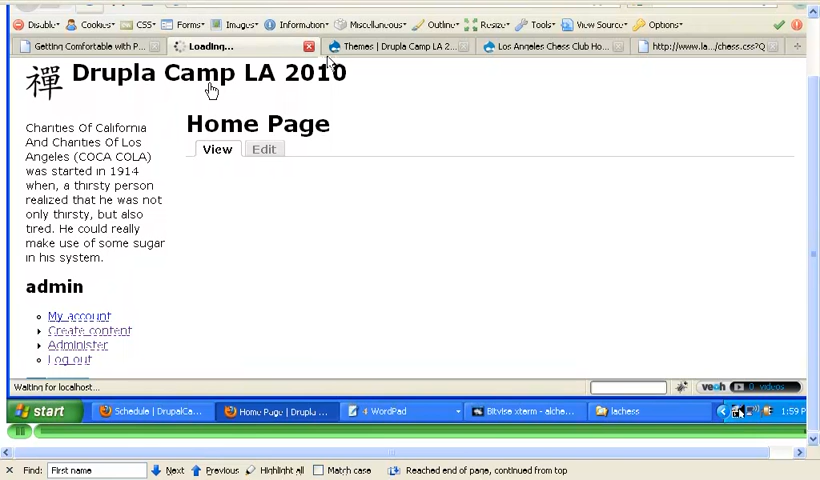 Disable Cookies CSS Forms Images Information Miscellaneous Outline Resize Tools View Source Options
Getting Comfortable with P... Loading... Themes | Drupla Camp LA 2... Los Angeles Chess Club Ho... http://www.la.../chess.css?Q
禪 Drupla Camp LA 2010
Home Page
View Edit
Charities Of California
And Charities Of Los
Angeles (COCA COLA)
was started in 1914
when, a thirsty person
realized that he was not
only thirsty, but also
tired. He could really
make use of some sugar
in his system.
admin
My account
Create content
Administer
Log out
Waiting for localhost... veoh 0 videos
start Schedule | DrupalCa... Home Page | Drupla ... 4 WordPad Bitvise xterm - alche... lachess 1:59 P
Find: First name Next Previous Highlight all Match case Reached end of page, continued from top